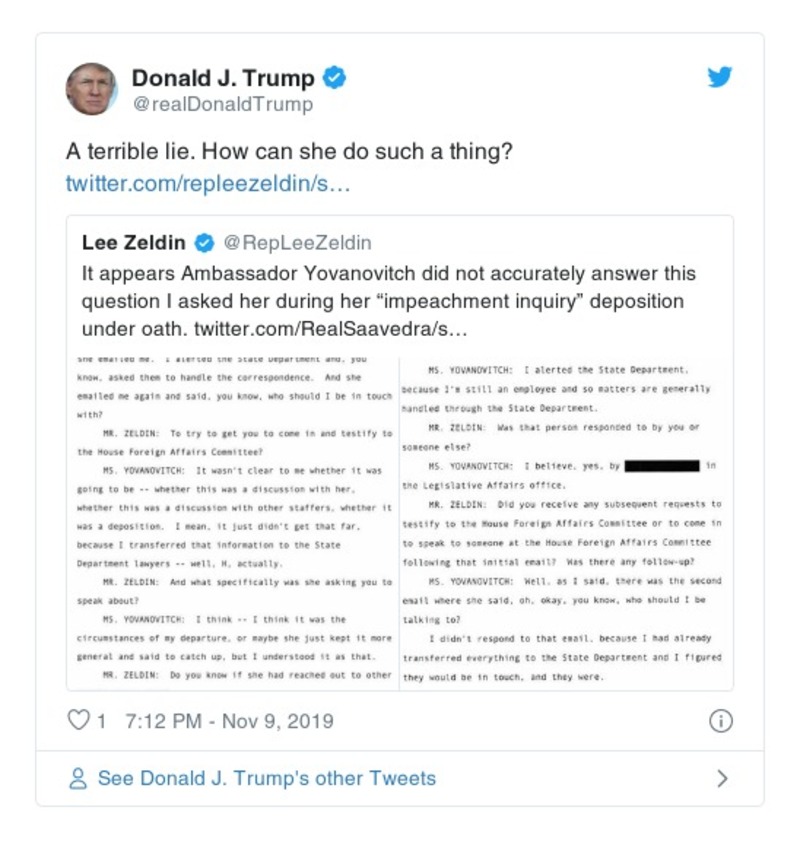 Donald J. Trump
@realDonaldTrump
A terrible lie. How can she do such a thing?
twitter.com/repleezeldin/s…
Lee Zeldin @RepLeeZeldin
It appears Ambassador Yovanovitch did not accurately answer this
question I asked her during her “impeachment inquiry” deposition
under oath. twitter.com/RealSaavedra/s…
she emailed me. I alerted the State Department and, you
know, asked them to handle the correspondence. And she
emailed me again and said, you know, who should I be in touch
with?
MR. ZELDIN: To try to get you to come in and testify to
the House Foreign Affairs Committee?
MS. YOVANOVITCH: It wasn't clear to me whether it was
going to be -- whether this was a discussion with her,
whether this was a discussion with other staffers, whether it
was a deposition. I mean, it just didn't get that far,
because I transferred that information to the State
Department lawyers -- well, H, actually.
MR. ZELDIN: And what specifically was she asking you to
speak about?
MS. YOVANOVITCH: I think -- I think it was the
circumstances of my departure, or maybe she just kept it more
general and said to catch up, but I understood it as that.
MR. ZELDIN: Do you know if she had reached out to other
MS. YOVANOVITCH: I alerted the State Department,
because I'm still an employee and so matters are generally
handled through the State Department.
MR. ZELDIN: Was that person responded to by you or
someone else?
MS. YOVANOVITCH: I believe, yes, by in
the Legislative Affairs office.
MR. ZELDIN: Did you receive any subsequent requests to
testify to the House Foreign Affairs Committee or to come in
to speak to someone at the House Foreign Affairs Committee
following that initial email? Was there any follow-up?
MS. YOVANOVITCH: Well, as I said, there was the second
email where she said, oh, okay, you know, who should I be
talking to?
I didn't respond to that email, because I had already
transferred everything to the State Department and I figured
they would be in touch, and they were.
1 7:12 PM - Nov 9, 2019
See Donald J. Trump's other Tweets